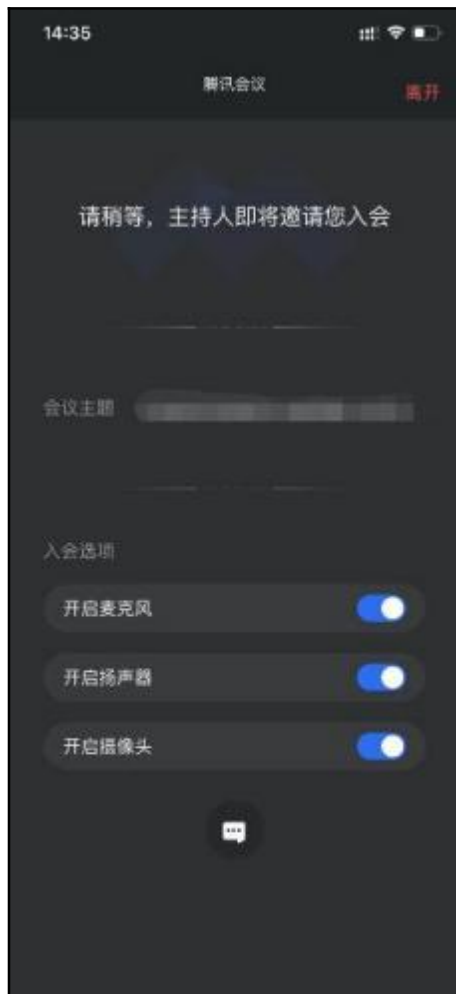 14:35
腾讯会议
离开
请稍等，主持人即将邀请您入会
会议主题
入会选项
开启麦克风
开启扬声器
开启摄像头